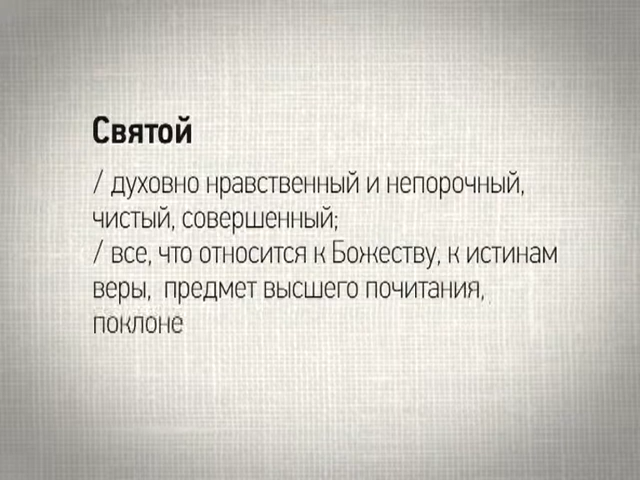 Святой
/ духовно нравственный и непорочный,
чистый, совершенный;
/ все, что относится к Божеству, к истинам
веры, предмет высшего почитания,
поклоне